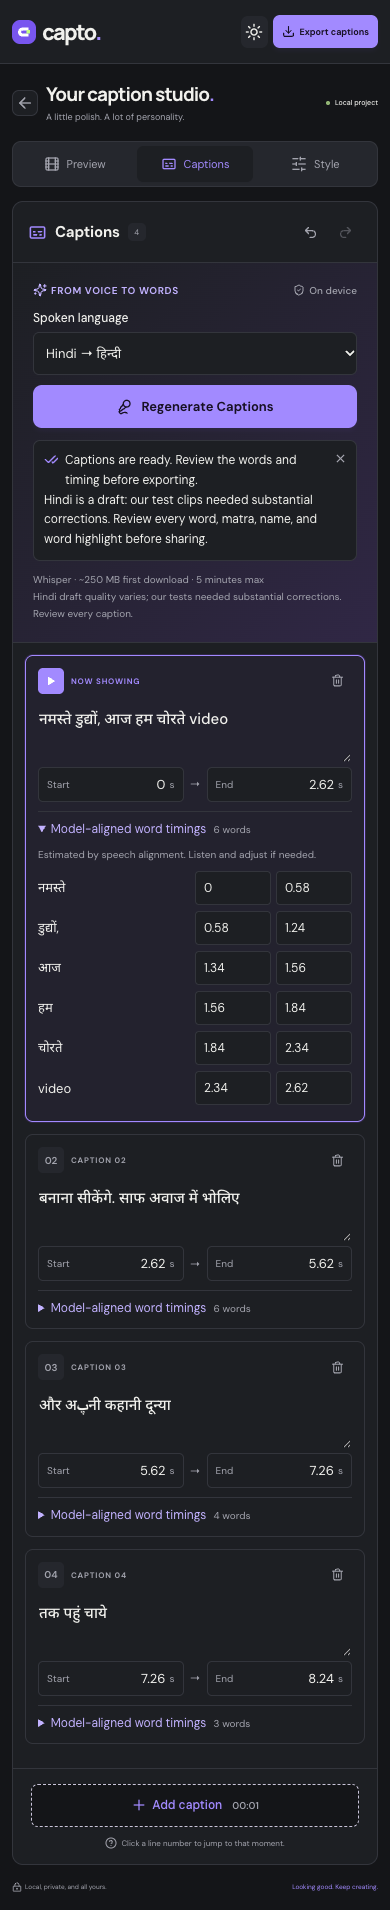 capto.
Export captions
Your caption studio.
A little polish. A lot of personality.
Local project
Preview
Captions
Style
Captions 4
FROM VOICE TO WORDS
On device
Spoken language
Hindi → हिन्दी
Regenerate Captions
Captions are ready. Review the words and
timing before exporting.
Hindi is a draft: our test clips needed substantial
corrections. Review every word, matra, name, and
word highlight before sharing.
Whisper · ~250 MB first download · 5 minutes max
Hindi draft quality varies; our tests needed substantial corrections.
Review every caption.
NOW SHOWING
नमस्ते डुद्यों, आज हम चोरते video
Start 0 s → End 2.62 s
Model-aligned word timings 6 words
Estimated by speech alignment. Listen and adjust if needed.
नमस्ते 0 0.58
डुद्यों, 0.58 1.24
आज 1.34 1.56
हम 1.56 1.84
चोरते 1.84 2.34
video 2.34 2.62
02 CAPTION 02
बनाना सीकेंगे. साफ अवाज में भोलिए
Start 2.62 s → End 5.62 s
Model-aligned word timings 6 words
03 CAPTION 03
और अپनी कहानी दून्या
Start 5.62 s → End 7.26 s
Model-aligned word timings 4 words
04 CAPTION 04
तक पहुं चाये
Start 7.26 s → End 8.24 s
Model-aligned word timings 3 words
+ Add caption 00:01
Click a line number to jump to that moment.
Local, private, and all yours.
Looking good. Keep creating.